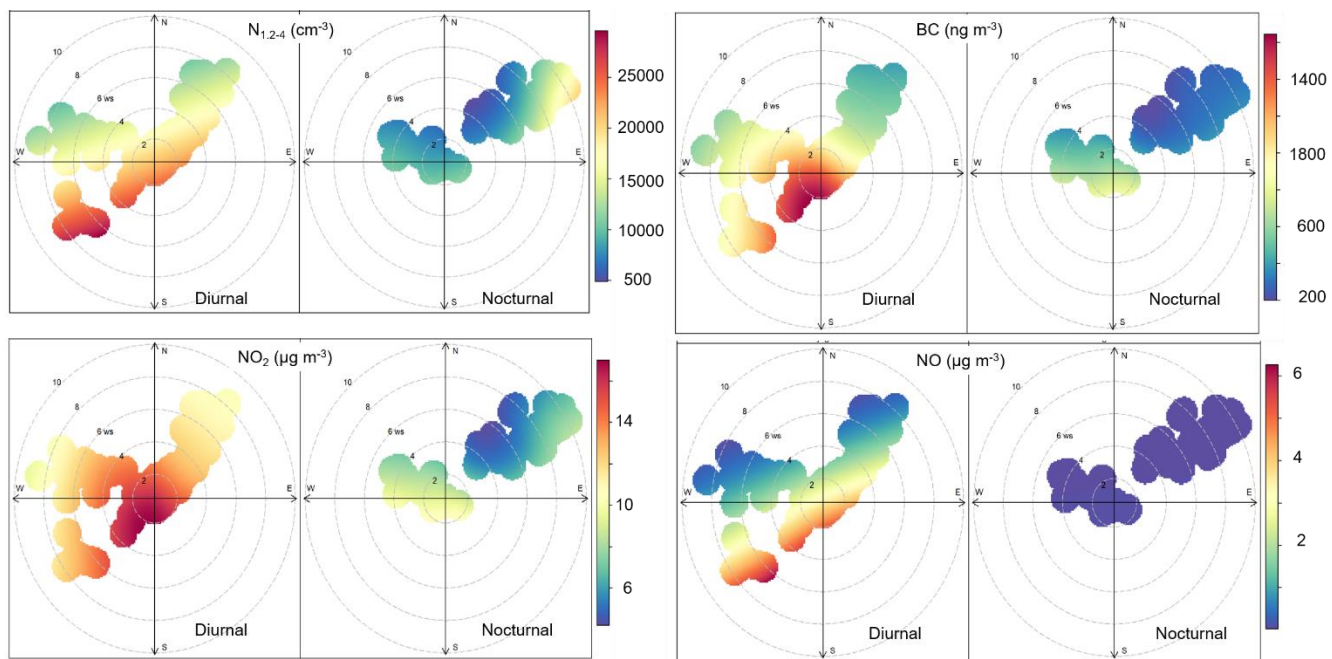 N1.2-4 (cm-3)
N
10
8
6 ws
4
2
W
S
Diurnal
N
10
8
6 ws
4
2
E
S
Nocturnal
25000
20000
15000
10000
500
BC (ng m-3)
N
10
8
6 ws
4
2
W
S
Diurnal
N
10
8
6 ws
4
2
E
S
Nocturnal
1400
1800
600
200
NO2 (µg m-3)
N
10
8
6 ws
4
2
W
S
Diurnal
N
10
8
6 ws
4
2
W
E
S
Nocturnal
14
10
6
NO (µg m-3)
N
10
8
6 ws
4
2
W
E
S
Diurnal
N
10
8
6 ws
4
2
W
E
S
Nocturnal
6
4
2